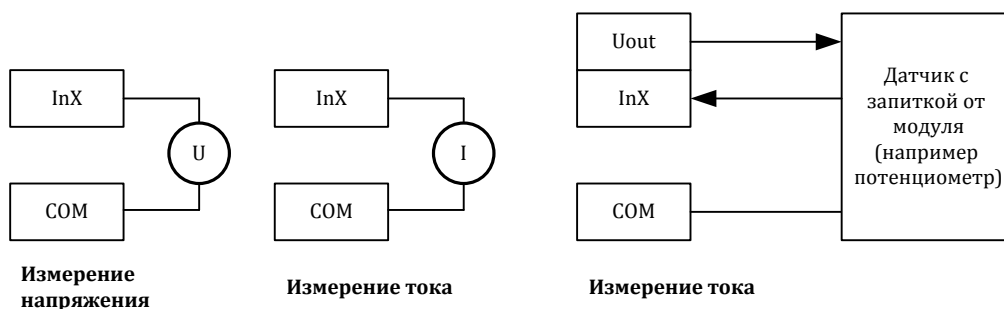 InX
U
COM
Измерение
напряжения
InX
I
COM
Измерение тока
Uout
InX
COM
Датчик с
запиткой от
модуля
(например
потенциометр)
Измерение тока